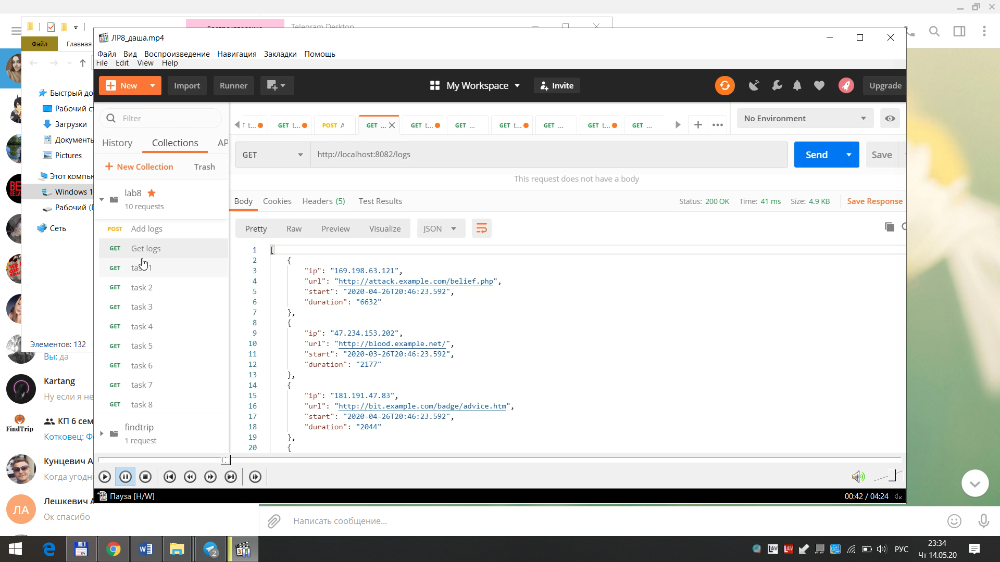 Воспроизведение
Telegram Desktop
Файл
Главная
ЛР8_даша.mp4
Файл Вид Воспроизведение Навигация Закладки Помощь
File Edit View Help
New
Import
Runner
My Workspace
Invite
Upgrade
Filter
t...
GET t...
POST A
GET ...
GET t...
GET ...
GET t...
GET ...
GET t...
GET ...
No Environment
History
Collections
AP
GET
http://localhost:8082/logs
Send
Save
New Collection
Trash
This request does not have a body
lab8
10 requests
Body
Cookies
Headers (5)
Test Results
Status: 200 OK
Time: 41 ms
Size: 4.9 KB
Save Response
Pretty
Raw
Preview
Visualize
JSON
POST Add logs
GET Get logs
GET task 1
GET task 2
GET task 3
GET task 4
GET task 5
GET task 6
GET task 7
GET task 8
findtrip
1 request
1 [
2 {
3 "ip": "169.198.63.121",
4 "url": "http://attack.example.com/belief.php",
5 "start": "2020-04-26T20:46:23.592",
6 "duration": "6632"
7 },
8 {
9 "ip": "47.234.153.202",
10 "url": "http://blood.example.net/",
11 "start": "2020-03-26T20:46:23.592",
12 "duration": "2177"
13 },
14 {
15 "ip": "181.191.47.83",
16 "url": "http://bit.example.com/badge/advice.htm",
17 "start": "2020-04-26T20:46:23.592",
18 "duration": "2044"
19 },
20 {
Быстрый до
Рабочий ст
Загрузки
Документы
Pictures
Этот компью
Windows 1
Рабочий (D
Сеть
Элементов: 132
Вы: да
Kartang
Ну если я не
FindTrip
КП 6 сем
Котковец: Ф
Кунцевич А
Когда угодн
ЛА
Лешкевич А
Ок спасибо
Пауза [H/W]
00:42 / 04:24
Написать сообщение...
2
64
321
LAV
LAV
РУС
23:34
Чт 14.05.20